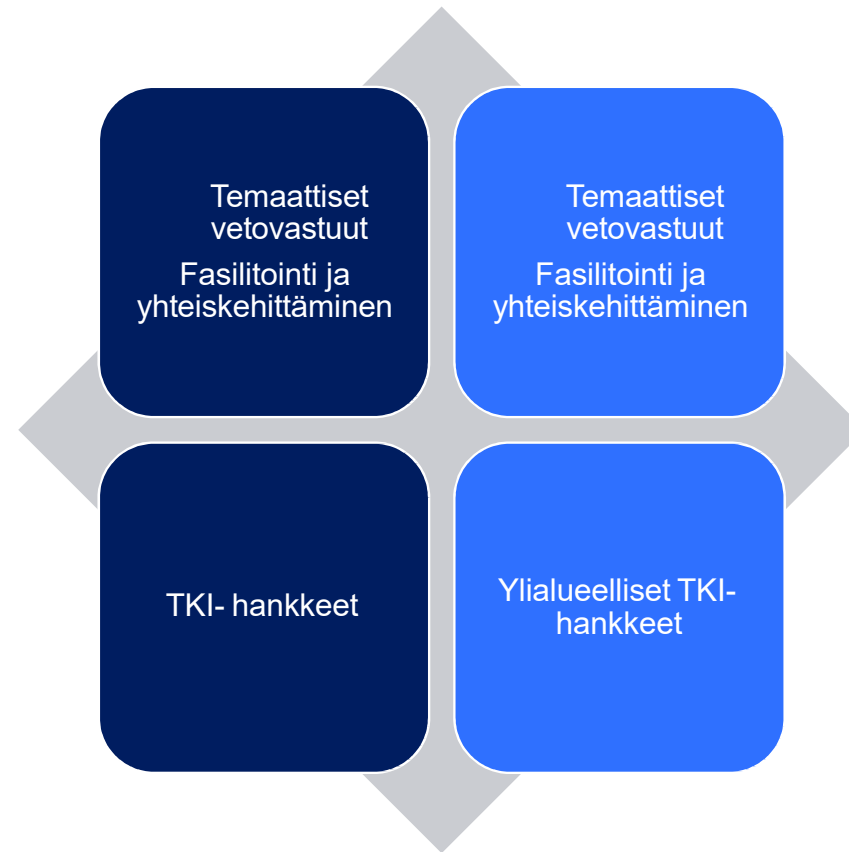 Temaattiset
vetovastuut
Fasilitointi ja
yhteiskehittäminen
Temaattiset
vetovastuut
Fasilitointi ja
yhteiskehittäminen
TKI- hankkeet
Ylialueelliset TKI-
hankkeet